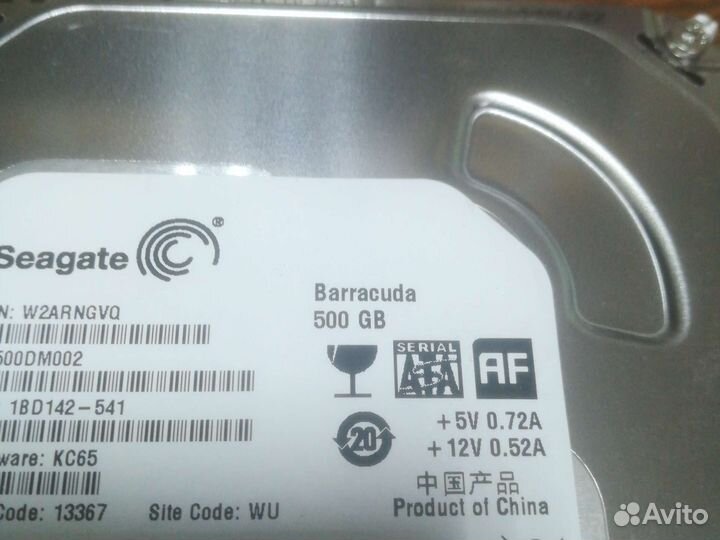 Seagate ®
N: W2ARNGVQ
500DM002
1BD142-541
ware: KC65
Code: 13367 Site Code: WU
Barracuda
500 GB
SERIAL
ATA
AF
20
+5V 0.72A
+12V 0.52A
中国产品
Product of China
Avito